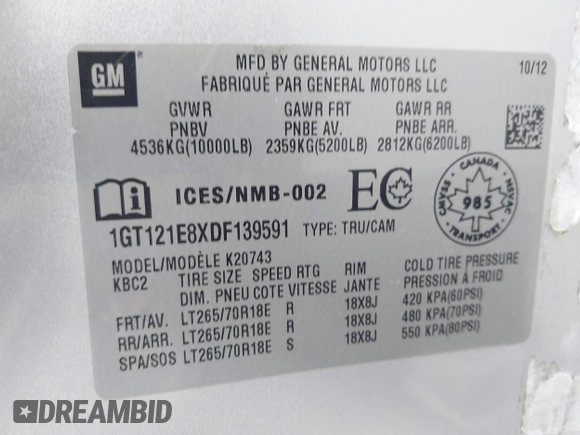 GM
MFD BY GENERAL MOTORS LLC
10/12
FABRIQUÉ PAR GENERAL MOTORS LLC
GVWR GAWR FRT GAWR RR
PNBV PNBE AV. PNBE ARR.
4536KG(10000LB) 2359KG(5200LB) 2812KG(6200LB)
i ICES/NMB-002 EC
CANADA
CMVSS 985 NSVAC
TRANSPORT
1GT121E8XDF139591 TYPE: TRU/CAM
MODEL/MODÈLE K20743
KBC2 TIRE SIZE SPEED RTG RIM COLD TIRE PRESSURE
DIM. PNEU COTE VITESSE JANTE PRESSION À FROID
FRT/AV. LT265/70R18E R 18X8J 420 KPA(60PSI)
RR/ARR. LT265/70R18E R 18X8J 480 KPA(70PSI)
SPA/SOS LT265/70R18E S 18X8J 550 KPA(80PSI)
DREAMBID